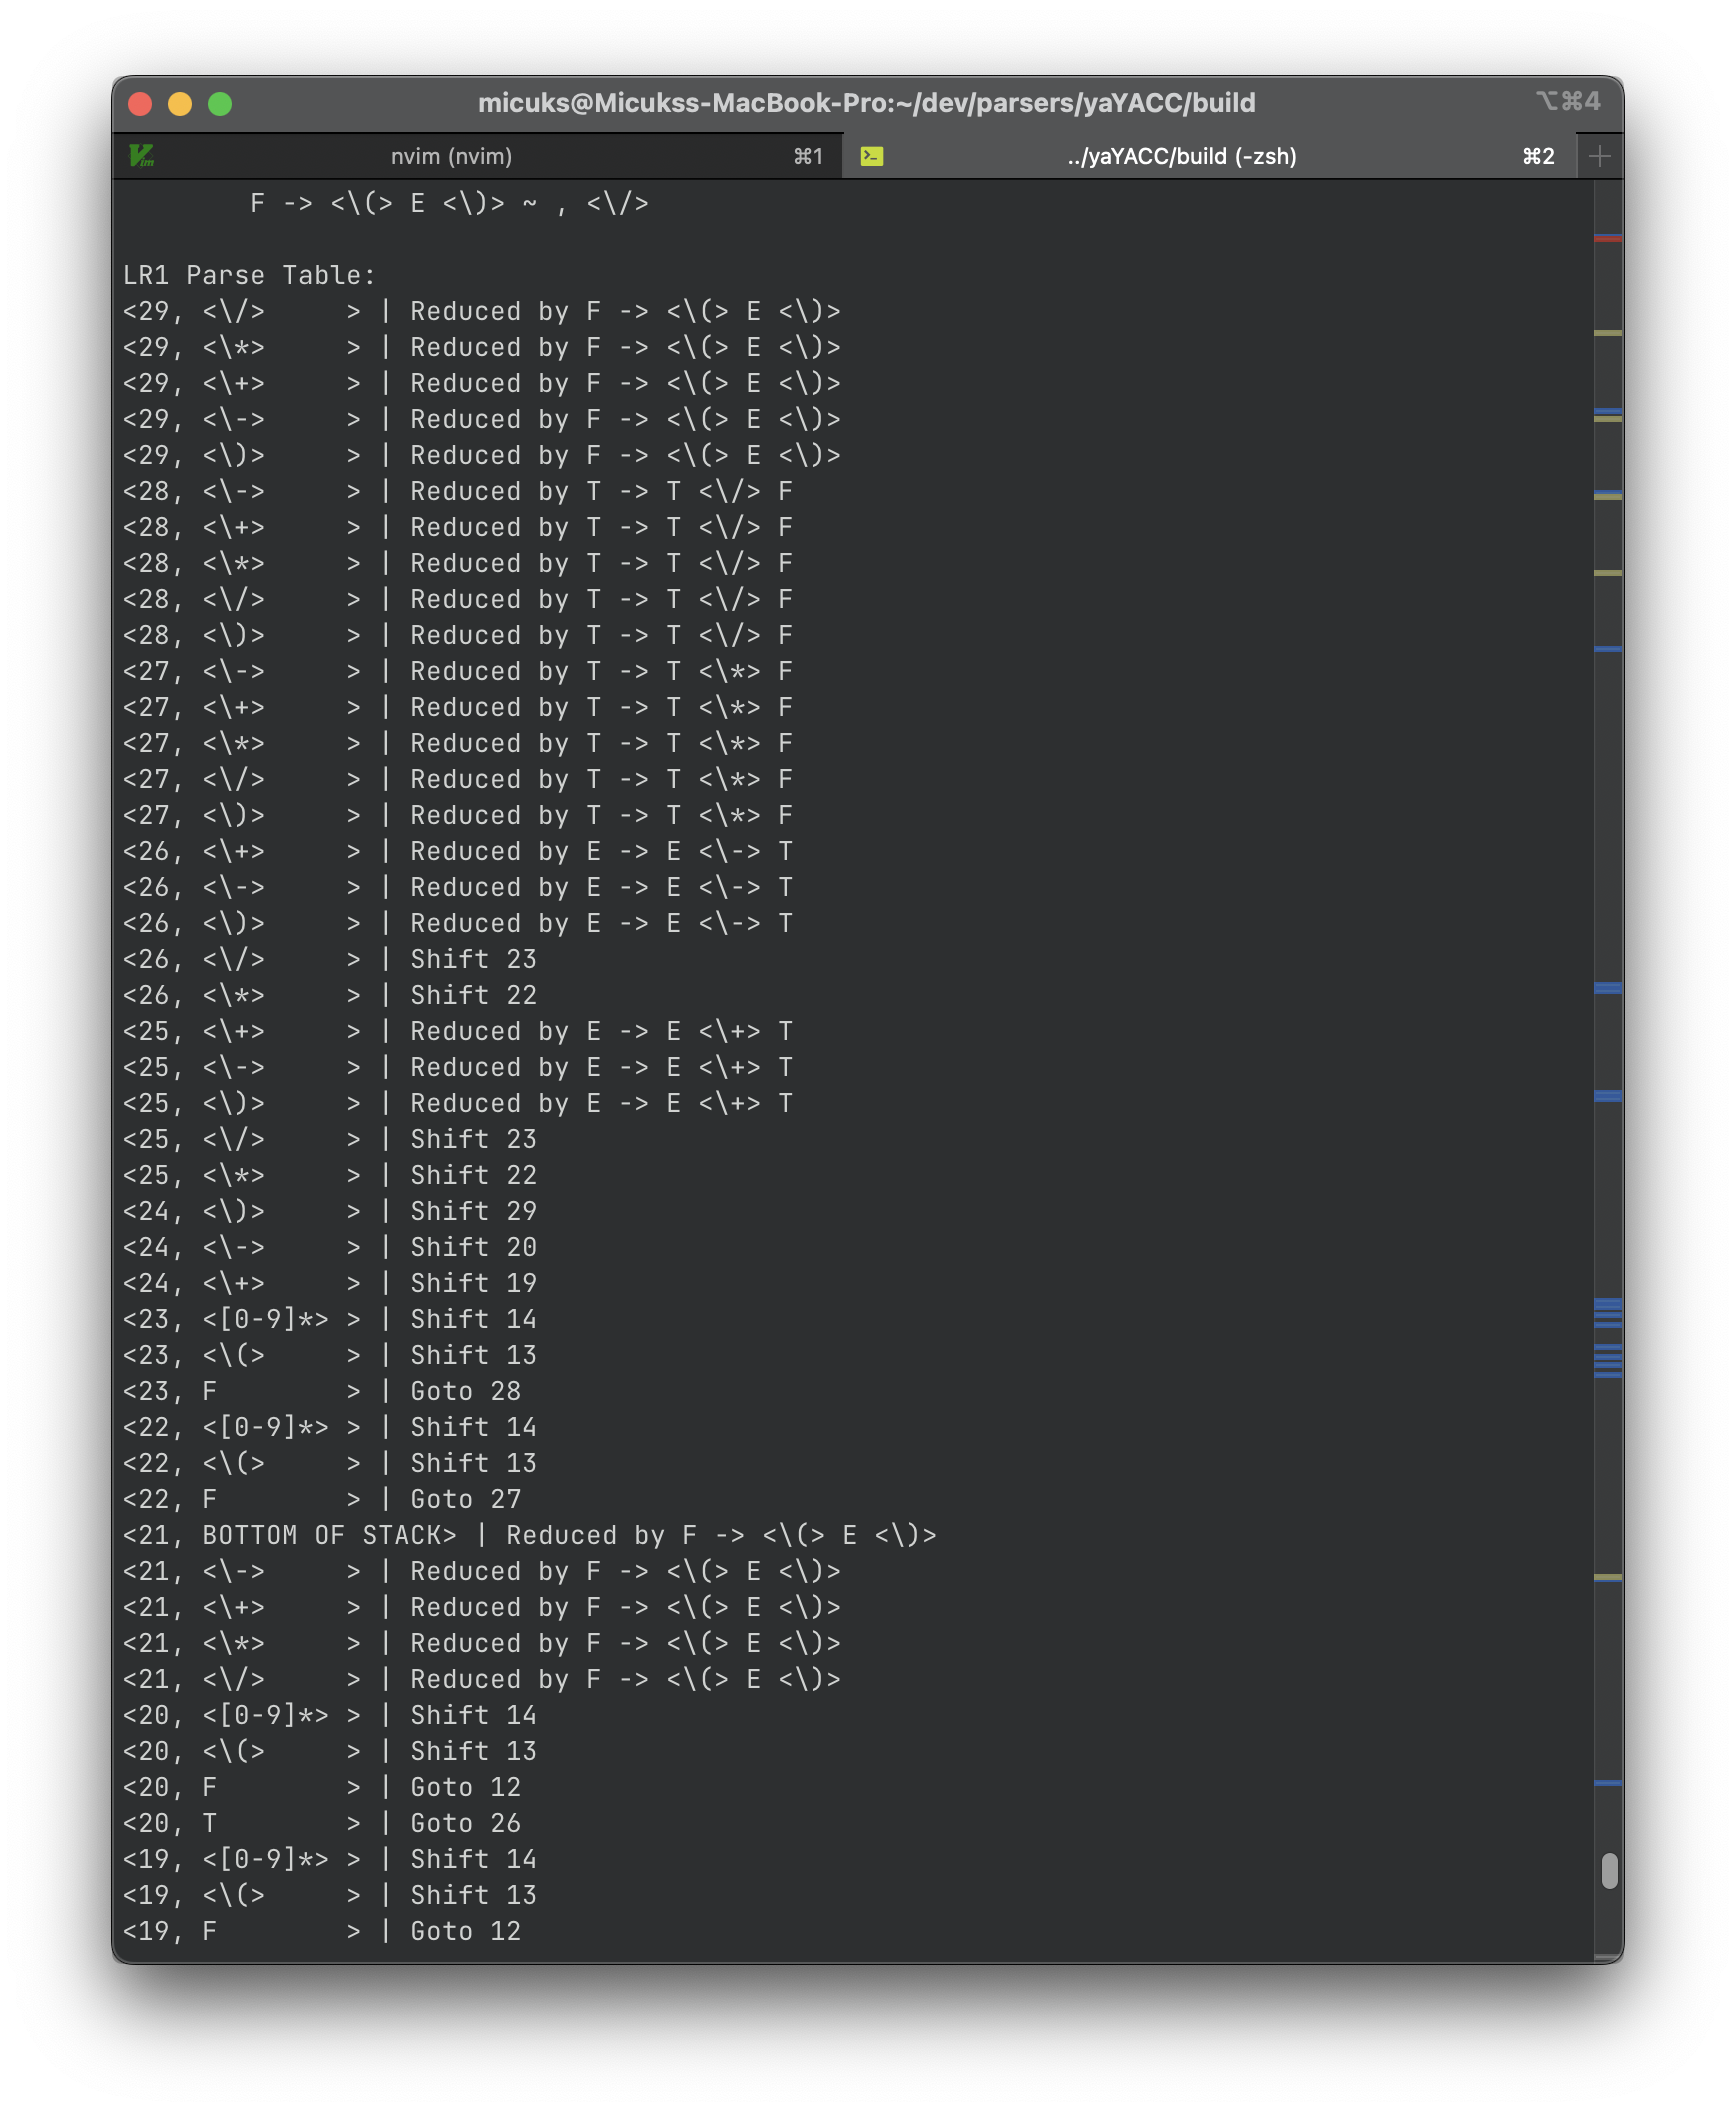 micuks@Micukss-MacBook-Pro:~/dev/parsers/yaYACC/build ⌥⌘4
nvim (nvim) ⌘1 ../yaYACC/build (-zsh) ⌘2
F -> <\(> E <\)> ~ , <\/>
LR1 Parse Table:
<29, <\/>     > | Reduced by F -> <\(> E <\)>
<29, <\*>     > | Reduced by F -> <\(> E <\)>
<29, <\+>     > | Reduced by F -> <\(> E <\)>
<29, <\->     > | Reduced by F -> <\(> E <\)>
<29, <\)>     > | Reduced by F -> <\(> E <\)>
<28, <\->     > | Reduced by T -> T <\/> F
<28, <\+>     > | Reduced by T -> T <\/> F
<28, <\*>     > | Reduced by T -> T <\/> F
<28, <\/>     > | Reduced by T -> T <\/> F
<28, <\)>     > | Reduced by T -> T <\/> F
<27, <\->     > | Reduced by T -> T <\*> F
<27, <\+>     > | Reduced by T -> T <\*> F
<27, <\*>     > | Reduced by T -> T <\*> F
<27, <\/>     > | Reduced by T -> T <\*> F
<27, <\)>     > | Reduced by T -> T <\*> F
<26, <\+>     > | Reduced by E -> E <\-> T
<26, <\->     > | Reduced by E -> E <\-> T
<26, <\)>     > | Reduced by E -> E <\-> T
<26, <\/>     > | Shift 23
<26, <\*>     > | Shift 22
<25, <\+>     > | Reduced by E -> E <\+> T
<25, <\->     > | Reduced by E -> E <\+> T
<25, <\)>     > | Reduced by E -> E <\+> T
<25, <\/>     > | Shift 23
<25, <\*>     > | Shift 22
<24, <\)>     > | Shift 29
<24, <\->     > | Shift 20
<24, <\+>     > | Shift 19
<23, <[0-9]*> > | Shift 14
<23, <\(>     > | Shift 13
<23, F        > | Goto 28
<22, <[0-9]*> > | Shift 14
<22, <\(>     > | Shift 13
<22, F        > | Goto 27
<21, BOTTOM OF STACK> | Reduced by F -> <\(> E <\)>
<21, <\->     > | Reduced by F -> <\(> E <\)>
<21, <\+>     > | Reduced by F -> <\(> E <\)>
<21, <\*>     > | Reduced by F -> <\(> E <\)>
<21, <\/>     > | Reduced by F -> <\(> E <\)>
<20, <[0-9]*> > | Shift 14
<20, <\(>     > | Shift 13
<20, F        > | Goto 12
<20, T        > | Goto 26
<19, <[0-9]*> > | Shift 14
<19, <\(>     > | Shift 13
<19, F        > | Goto 12